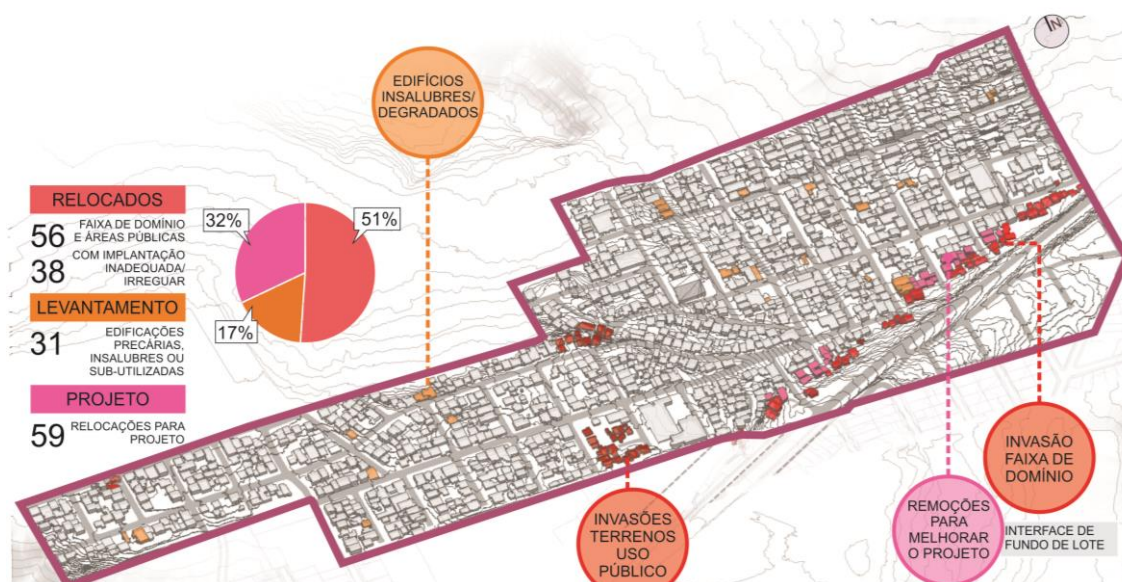 N
EDIFÍCIOS
INSALUBRES/
DEGRADADOS
RELOCADOS
56 FAIXA DE DOMÍNIO
E ÁREAS PÚBLICAS
38 COM IMPLANTAÇÃO
INADEQUADA/
IRREGUAR
LEVANTAMENTO
31 EDIFICAÇÕES
PRECÁRIAS,
INSALUBRES OU
SUB-UTILIZADAS
PROJETO
59 RELOCAÇÕES PARA
PROJETO
32%
51%
17%
INVASÕES
TERRENOS
USO
PÚBLICO
REMOÇÕES
PARA
MELHORAR
O PROJETO
INVASÃO
FAIXA DE
DOMÍNIO
INTERFACE DE
FUNDO DE LOTE